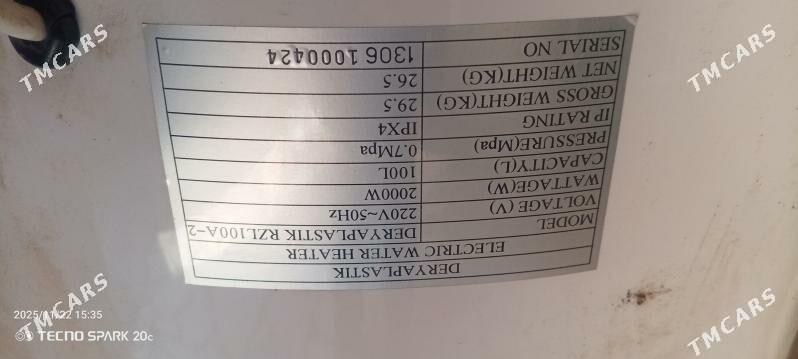 DERYAPLASTIK
ELECTRIC WATER HEATER
MODEL DERYAPLASTIK RZL100A-2
VOLTAGE (V) 220V~50Hz
WATTAGE(W) 2000W
CAPACITY(L) 100L
PRESSURE(Mpa) 0.7Mpa
IP RATING IPX4
GROSS WEIGHT(KG) 29.5
NET WEIGHT(KG) 26.5
SERIAL NO 1306 1000424
TMCARS
TMCARS
TMCARS
TMCARS
2025/11/22 15:35
TECNO SPARK 20c